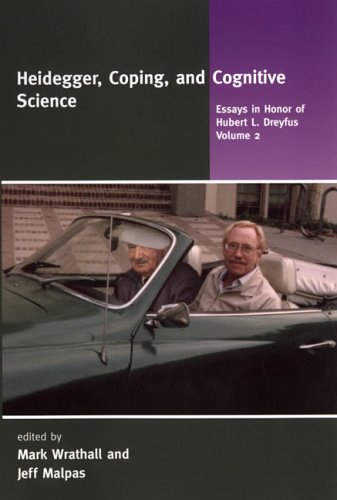 Heidegger, Coping, and Cognitive
Science
Essays in Honor of
Hubert L. Dreyfus
Volume 2
edited by
Mark Wrathall and
Jeff Malpas